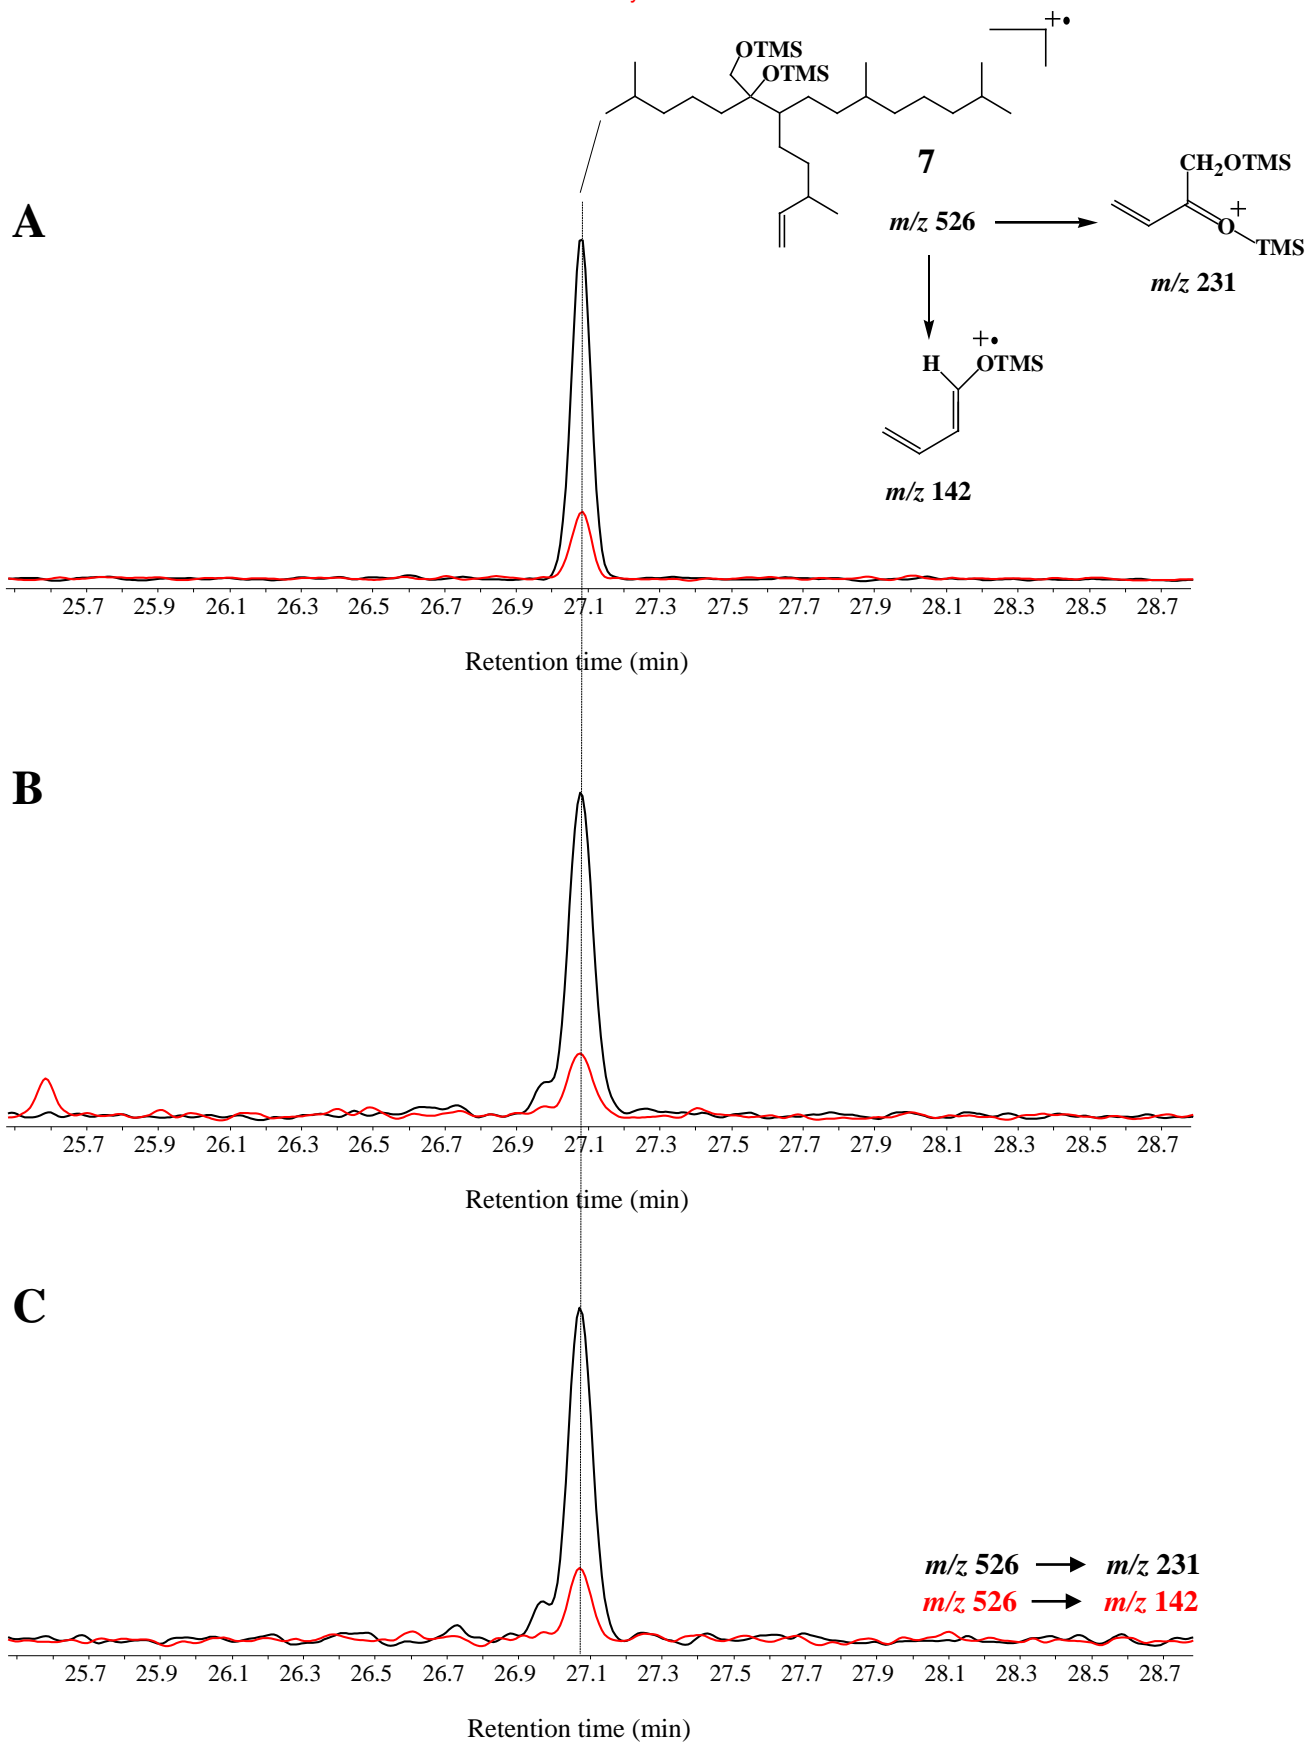 +•
OTMS
OTMS
7
CH2OTMS
A
m/z 526
+
O
TMS
m/z 231
+•
H
OTMS
m/z 142
25.7 25.9 26.1 26.3 26.5 26.7 26.9 27.1 27.3 27.5 27.7 27.9 28.1 28.3 28.5 28.7
Retention time (min)
B
25.7 25.9 26.1 26.3 26.5 26.7 26.9 27.1 27.3 27.5 27.7 27.9 28.1 28.3 28.5 28.7
Retention time (min)
C
m/z 526 → m/z 231
m/z 526 → m/z 142
25.7 25.9 26.1 26.3 26.5 26.7 26.9 27.1 27.3 27.5 27.7 27.9 28.1 28.3 28.5 28.7
Retention time (min)